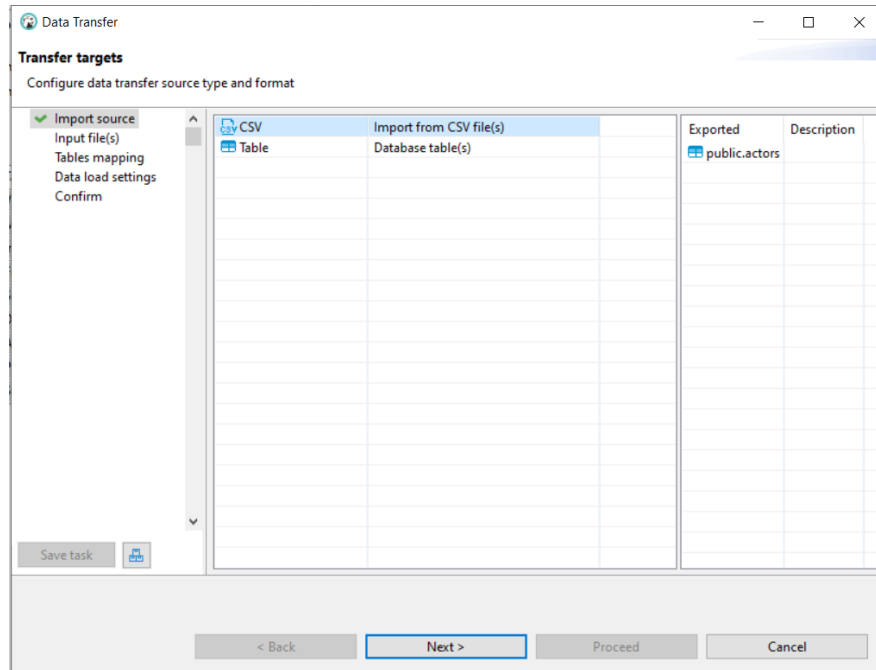 Data Transfer
Transfer targets
Configure data transfer source type and format
Import source
Input file(s)
Tables mapping
Data load settings
Confirm
CSV Import from CSV file(s)
Table Database table(s)
Exported Description
public.actors
Save task
< Back Next > Proceed Cancel